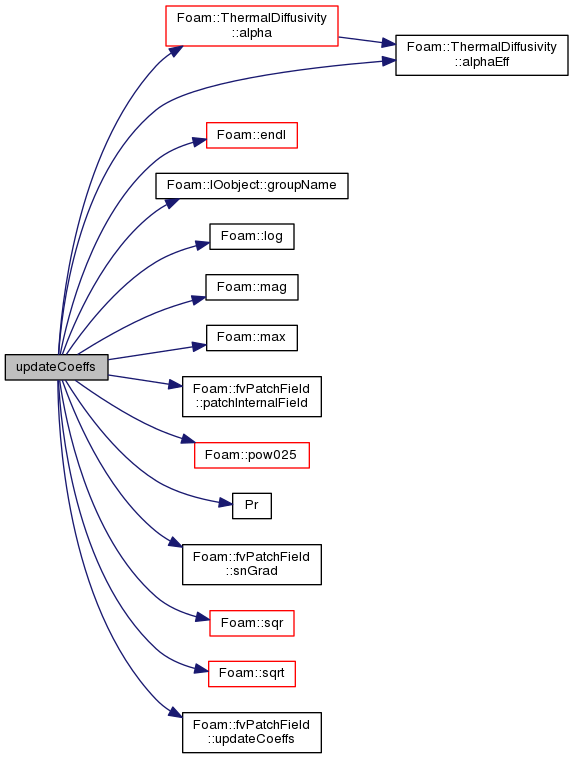 Foam::ThermalDiffusivity
::alpha
Foam::ThermalDiffusivity
::alphaEff
Foam::endl
Foam::IOobject::groupName
Foam::log
Foam::mag
Foam::max
updateCoeffs
Foam::fvPatchField
::patchInternalField
Foam::pow025
Pr
Foam::fvPatchField
::snGrad
Foam::sqr
Foam::sqrt
Foam::fvPatchField
::updateCoeffs